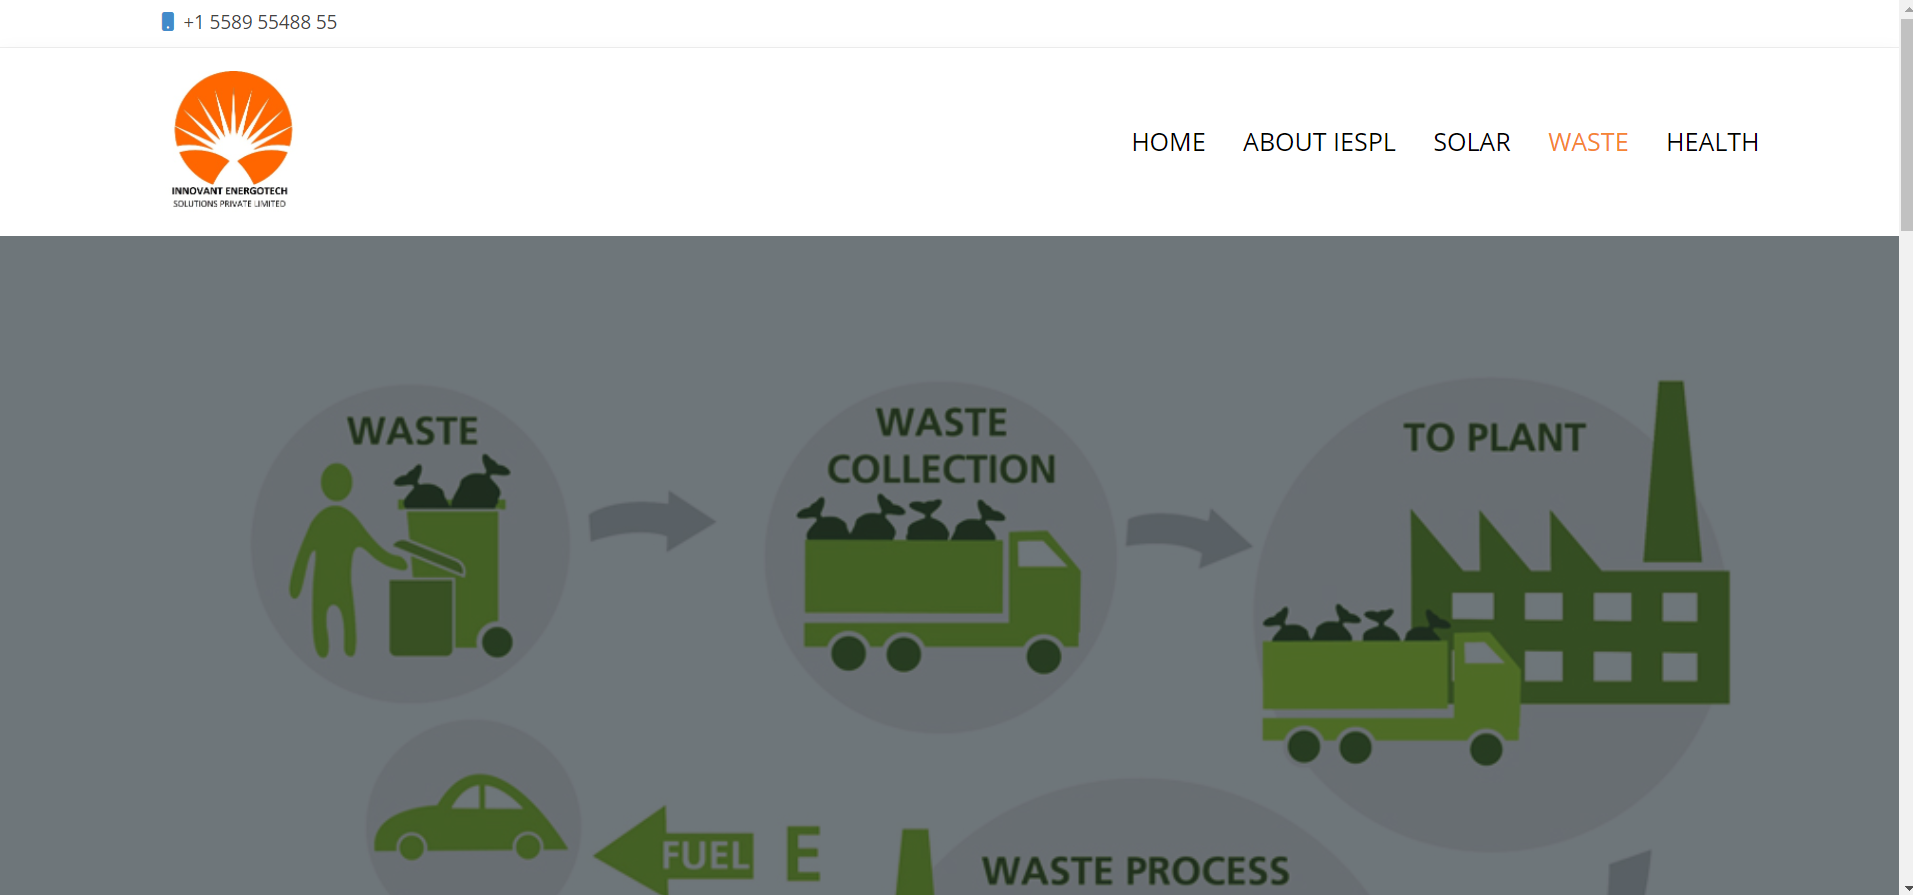 +1 5589 55488 55
INNOVANT ENERGOTECH
SOLUTIONS PRIVATE LIMITED
HOME ABOUT IESPL SOLAR WASTE HEALTH
WASTE
WASTE
COLLECTION
TO PLANT
FUEL
E
WASTE PROCESS